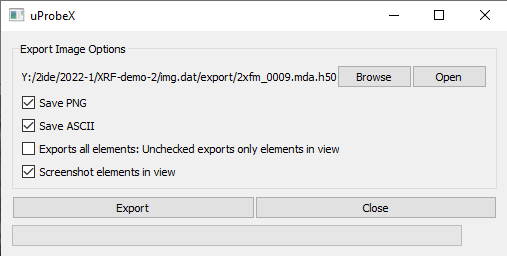 uProbeX
Export Image Options
Y:/2ide/2022-1/XRF-demo-2/img.dat/export/2xfm_0009.mda.h50 Browse Open
Save PNG
Save ASCII
Exports all elements: Unchecked exports only elements in view
Screenshot elements in view
Export Close